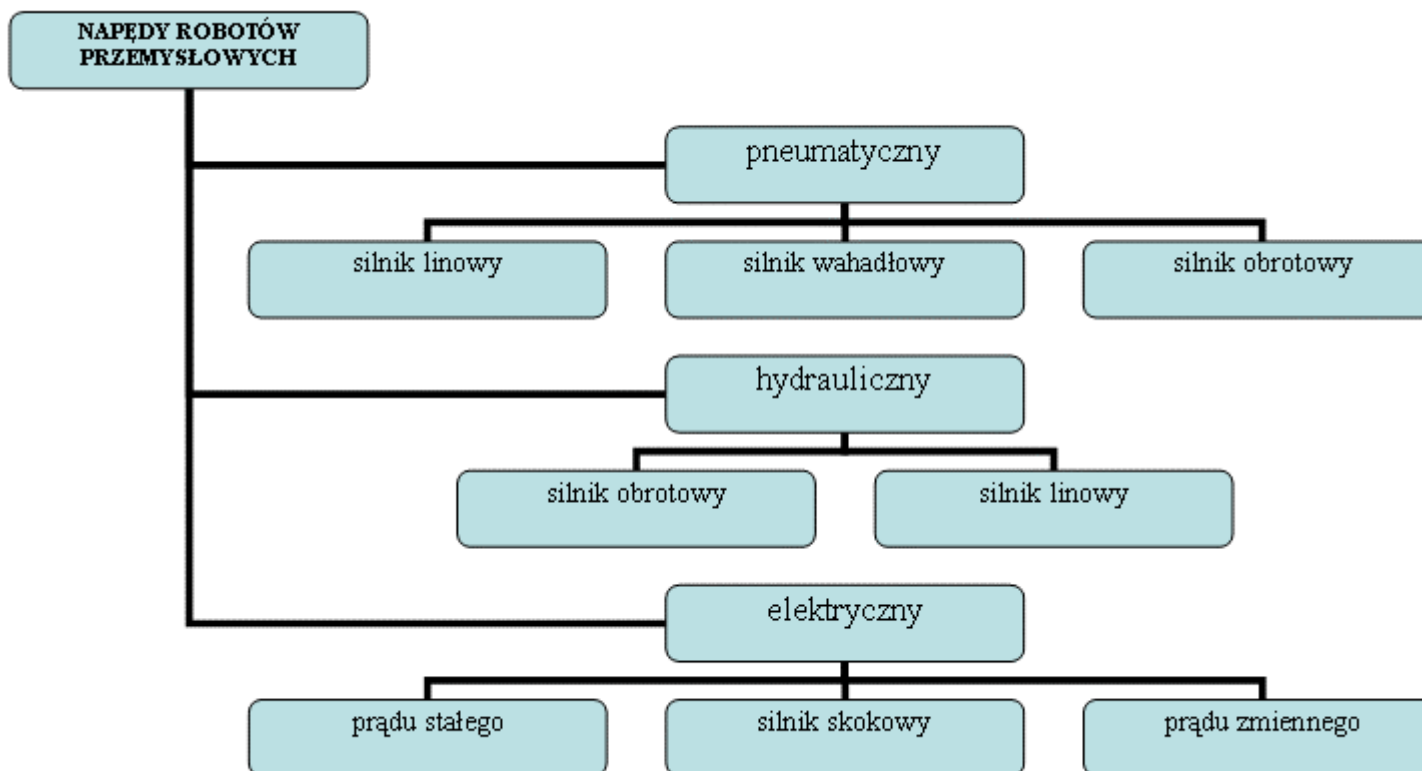 NAPĘDY ROBOTÓW
PRZEMYSŁOWYCH
pneumatyczny
silnik linowy
silnik wahadłowy
silnik obrotowy
hydrauliczny
silnik obrotowy
silnik linowy
elektryczny
prądu stałego
silnik skokowy
prądu zmiennego